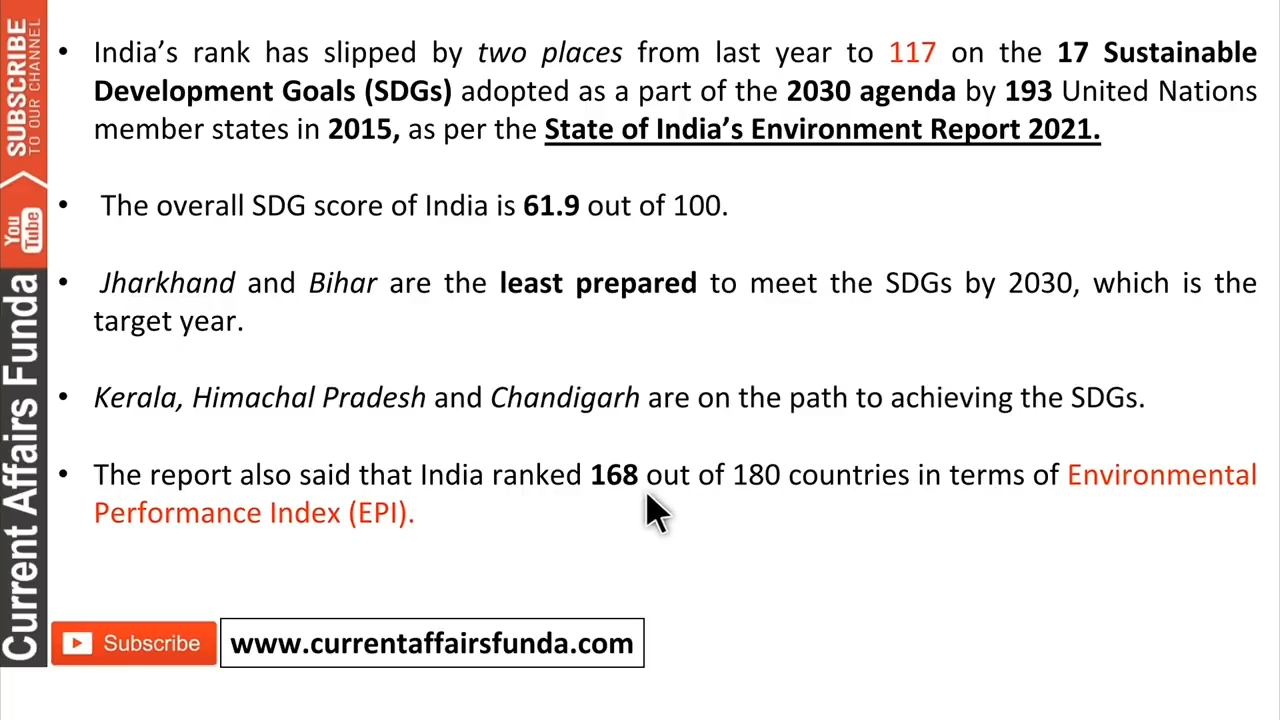 • India’s rank has slipped by two places from last year to 117 on the 17 Sustainable
Development Goals (SDGs) adopted as a part of the 2030 agenda by 193 United Nations
member states in 2015, as per the State of India’s Environment Report 2021.
• The overall SDG score of India is 61.9 out of 100.
• Jharkhand and Bihar are the least prepared to meet the SDGs by 2030, which is the
target year.
• Kerala, Himachal Pradesh and Chandigarh are on the path to achieving the SDGs.
• The report also said that India ranked 168 out of 180 countries in terms of Environmental
Performance Index (EPI).
SUBSCRIBE
TO OUR CHANNEL
You
Tube
Current Affairs Funda
Subscribe
www.currentaffairsfunda.com